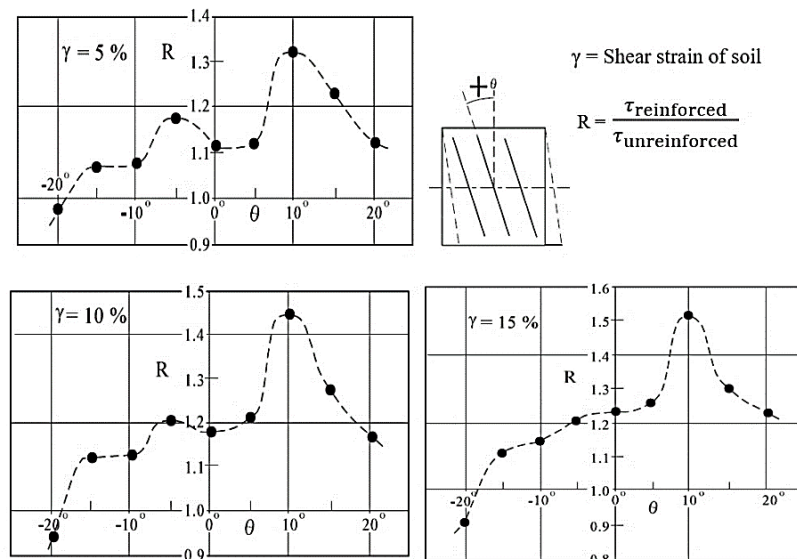 γ = 5 %
R
1.4
1.3
1.2
1.1
1.0
0.9
-20°
-10°
0°
θ
10°
20°
+θ
γ = Shear strain of soil
R = τreinforced
τunreinforced
γ = 10 %
R
1.5
1.4
1.3
1.2
1.1
1.0
0.9
-20°
-10°
0°
θ
10°
20°
γ = 15 %
R
1.6
1.5
1.4
1.3
1.2
1.1
1.0
0.9
0.8
-20
-10°
0°
θ
10°
20°